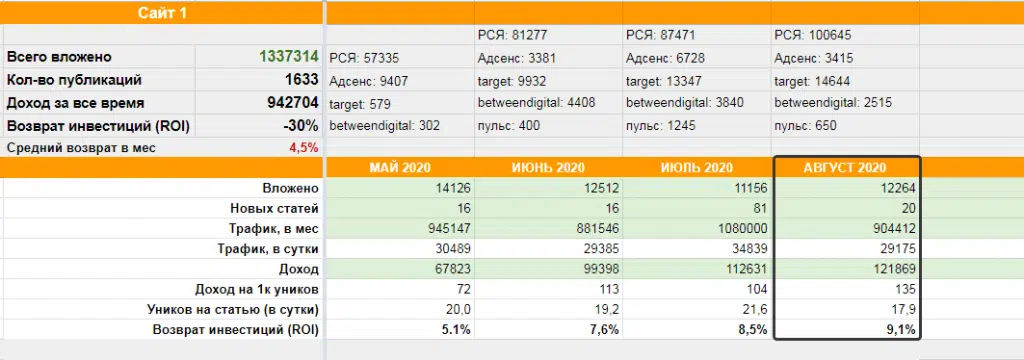 Сайт 1
РСЯ: 81277 РСЯ: 87471 РСЯ: 100645
Всего вложено 1337314 РСЯ: 57335 Адсенс: 3381 Адсенс: 6728 Адсенс: 3415
Кол-во публикаций 1633 Адсенс: 9407 target: 9932 target: 13347 target: 14644
Доход за все время 942704 target: 579 betweendigital: 4408 betweendigital: 3840 betweendigital: 2515
Возврат инвестиций (ROI) -30% betweendigital: 302 пульс: 400 пульс: 1245 пульс: 650
Средний возврат в мес 4,5%
МАЙ 2020 ИЮНЬ 2020 ИЮЛЬ 2020 АВГУСТ 2020
Вложено 14126 12512 11156 12264
Новых статей 16 16 81 20
Трафик, в мес 945147 881546 1080000 904412
Трафик, в сутки 30489 29385 34839 29175
Доход 67823 99398 112631 121869
Доход на 1к уников 72 113 104 135
Уников на статью (в сутки) 20,0 19,2 21,6 17,9
Возврат инвестиций (ROI) 5.1% 7,6% 8,5% 9,1%